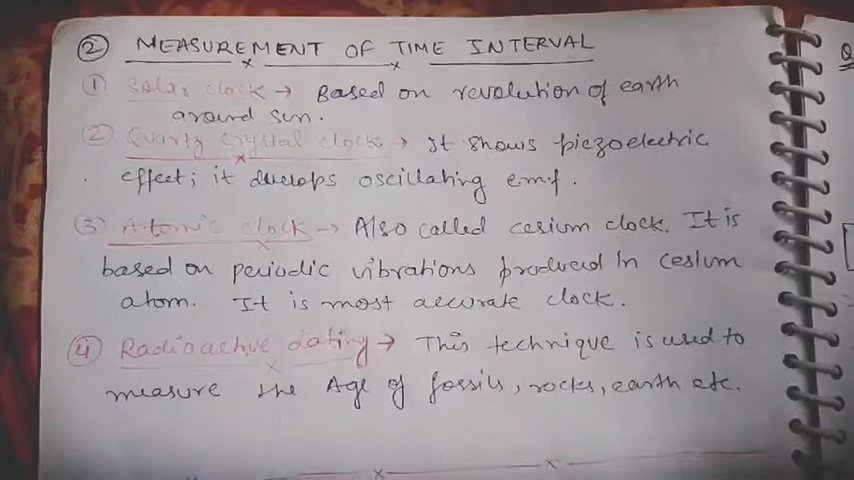 ② MEASUREMENT OF TIME INTERVAL
① Solar clock → Based on revolution of earth
around sun.
② Quartz crystal clock → It shows piezoelectric
effect; it develops oscillating emf.
③ Atomic clock → Also called cesium clock. It is
based on periodic vibrations produced in cesium
atom. It is most accurate clock.
④ Radioactive dating → This technique is used to
measure the Age of fossils, rocks, earth etc.
Q